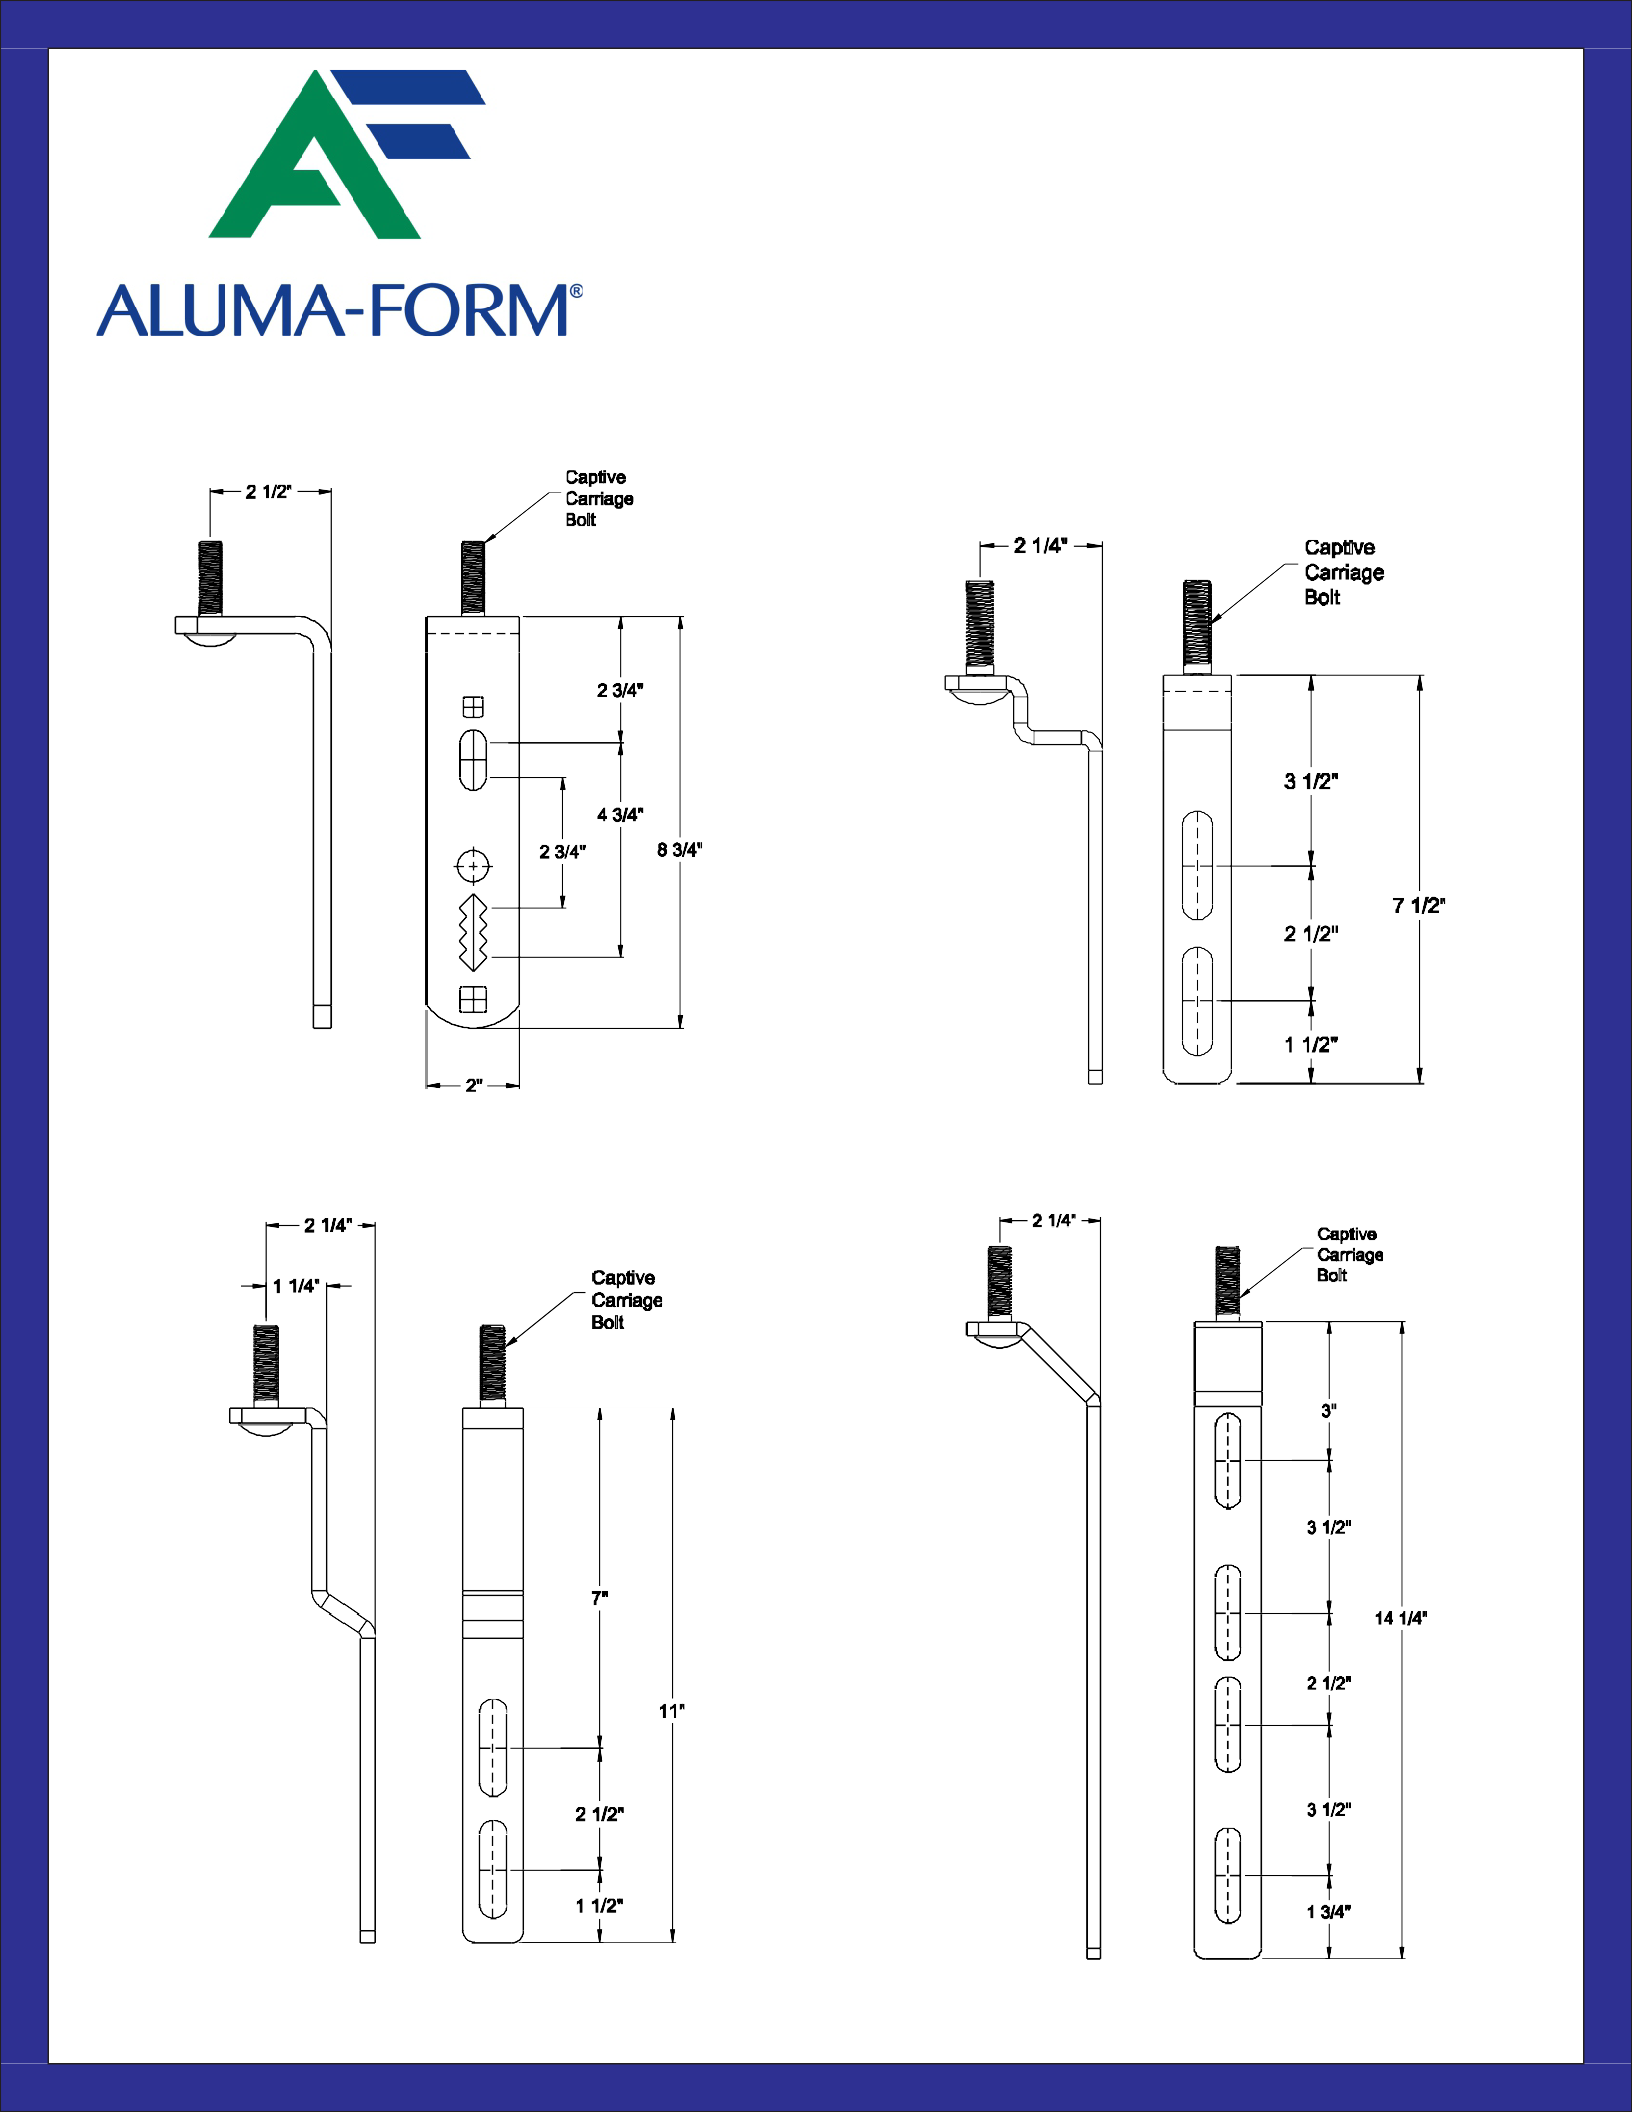 ALUMA-FORM®
2 1/2"
Captive
Carriage
Bolt
2 3/4"
4 3/4"
2 3/4"
8 3/4"
2"
2 1/4"
Captive
Carriage
Bolt
3 1/2"
7 1/2"
2 1/2"
1 1/2"
2 1/4"
1 1/4"
Captive
Carriage
Bolt
7"
11"
2 1/2"
1 1/2"
2 1/4"
Captive
Carriage
Bolt
3"
3 1/2"
14 1/4"
2 1/2"
3 1/2"
1 3/4"